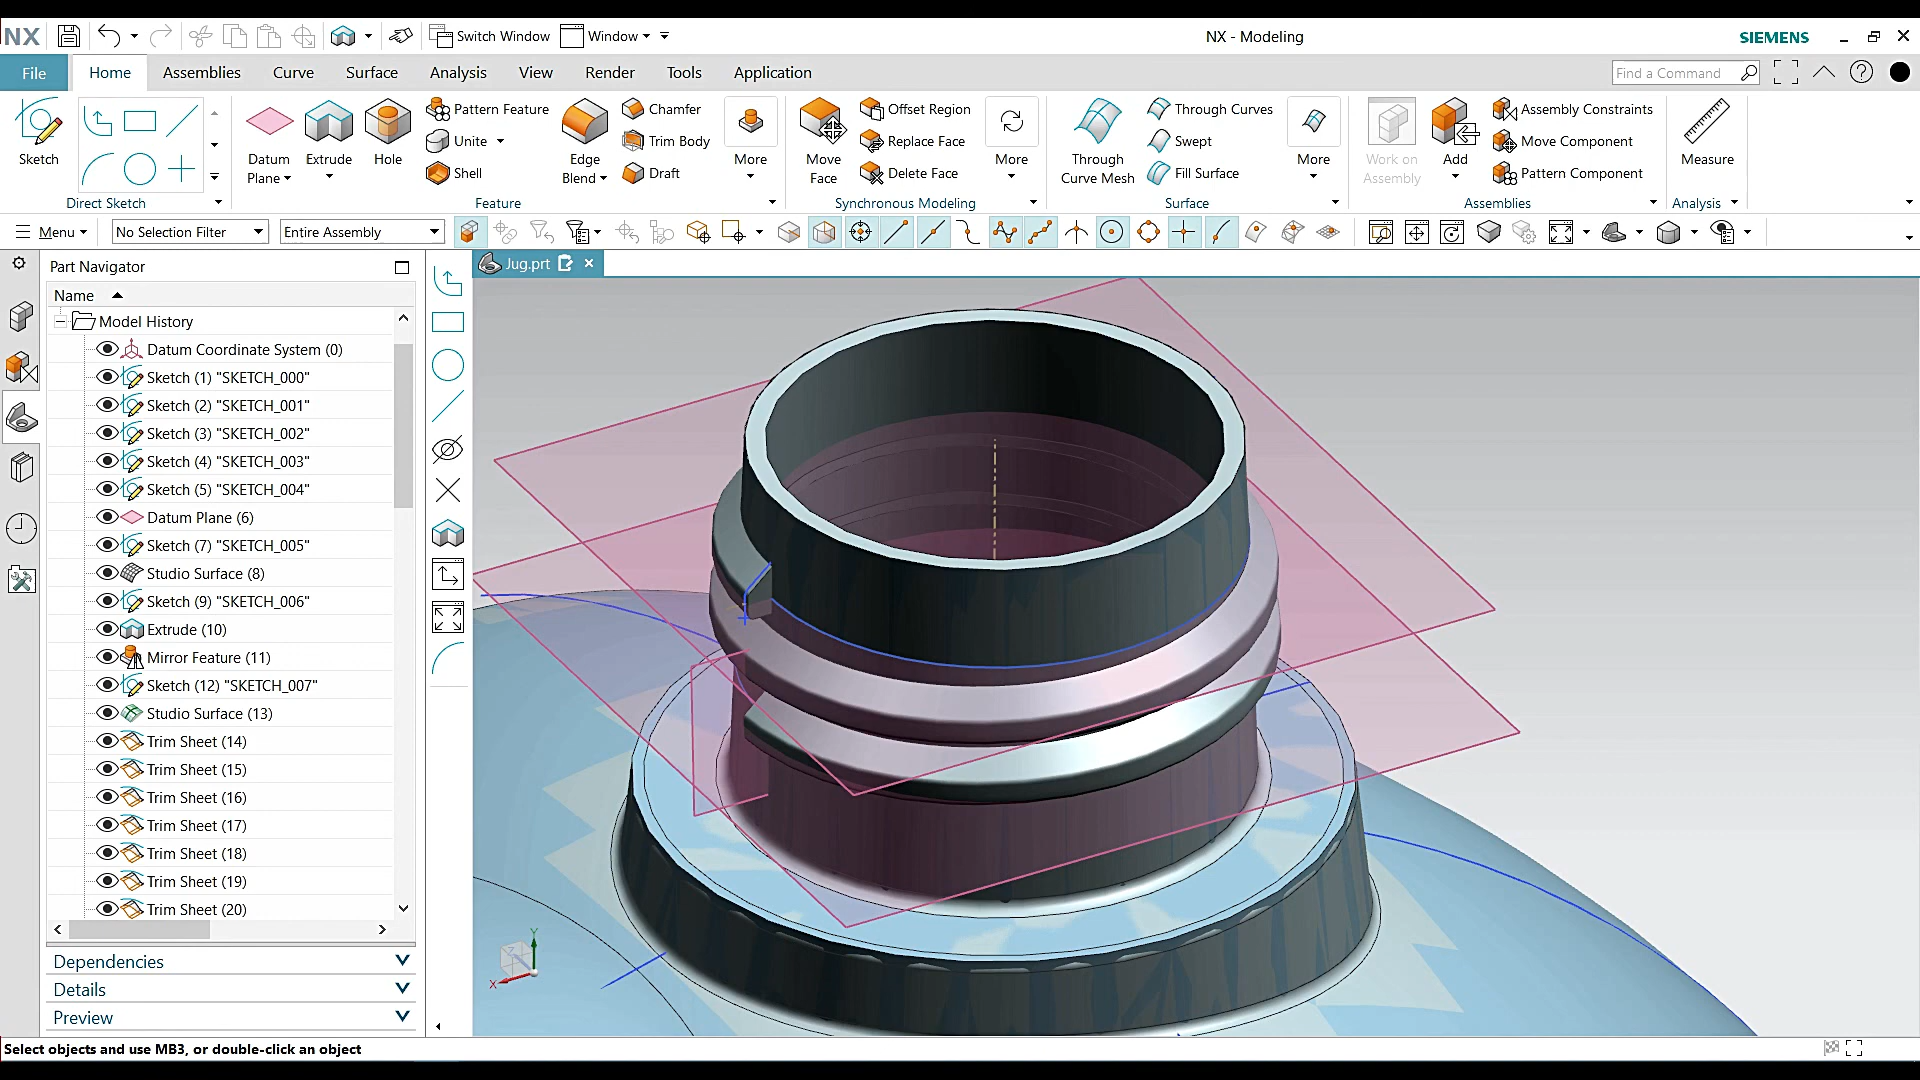 NX Switch Window Window NX - Modeling SIEMENS
File Home Assemblies Curve Surface Analysis View Render Tools Application Find a Command
Sketch
Direct Sketch
Datum Plane Extrude Hole
Pattern Feature
Unite
Shell
Edge Blend
Chamfer
Trim Body
Draft
More
Feature
Move Face
Offset Region
Replace Face
Delete Face
More
Synchronous Modeling
Through Curve Mesh
Through Curves
Swept
Fill Surface
More
Surface
Work on Assembly
Add
Assembly Constraints
Move Component
Pattern Component
Assemblies
Measure
Analysis
Menu No Selection Filter Entire Assembly
Part Navigator
Name
Model History
Datum Coordinate System (0)
Sketch (1) "SKETCH_000"
Sketch (2) "SKETCH_001"
Sketch (3) "SKETCH_002"
Sketch (4) "SKETCH_003"
Sketch (5) "SKETCH_004"
Datum Plane (6)
Sketch (7) "SKETCH_005"
Studio Surface (8)
Sketch (9) "SKETCH_006"
Extrude (10)
Mirror Feature (11)
Sketch (12) "SKETCH_007"
Studio Surface (13)
Trim Sheet (14)
Trim Sheet (15)
Trim Sheet (16)
Trim Sheet (17)
Trim Sheet (18)
Trim Sheet (19)
Trim Sheet (20)
Dependencies
Details
Preview
Jug.prt
Y
Z
X
Select objects and use MB3, or double-click an object